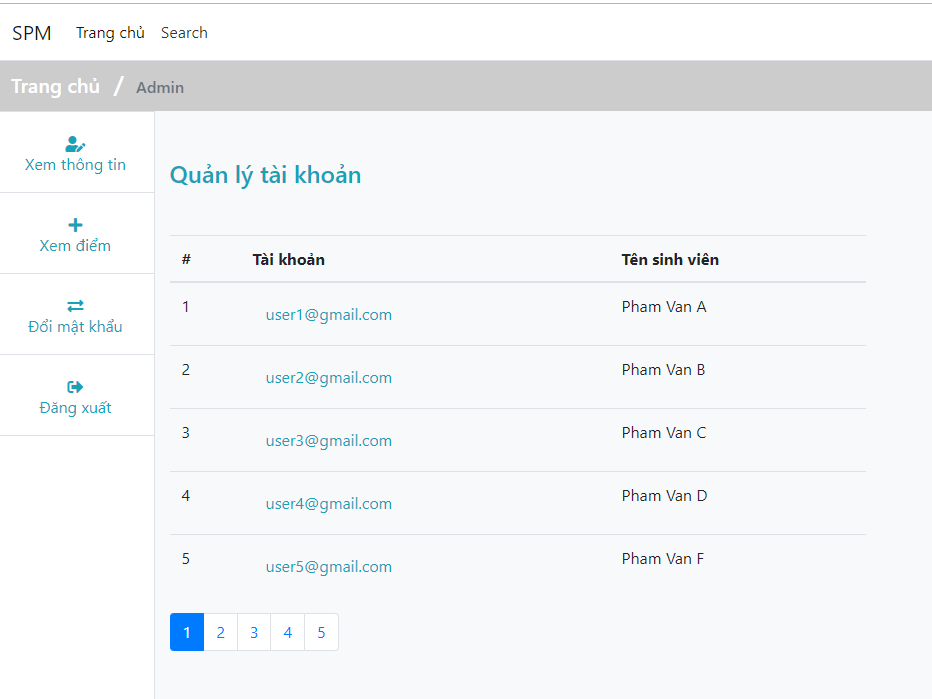 SPM Trang chủ Search
Trang chủ / Admin
Xem thông tin
Xem điểm
Đổi mật khẩu
Đăng xuất
Quản lý tài khoản
# Tài khoản Tên sinh viên
1 user1@gmail.com Pham Van A
2 user2@gmail.com Pham Van B
3 user3@gmail.com Pham Van C
4 user4@gmail.com Pham Van D
5 user5@gmail.com Pham Van F
1 2 3 4 5